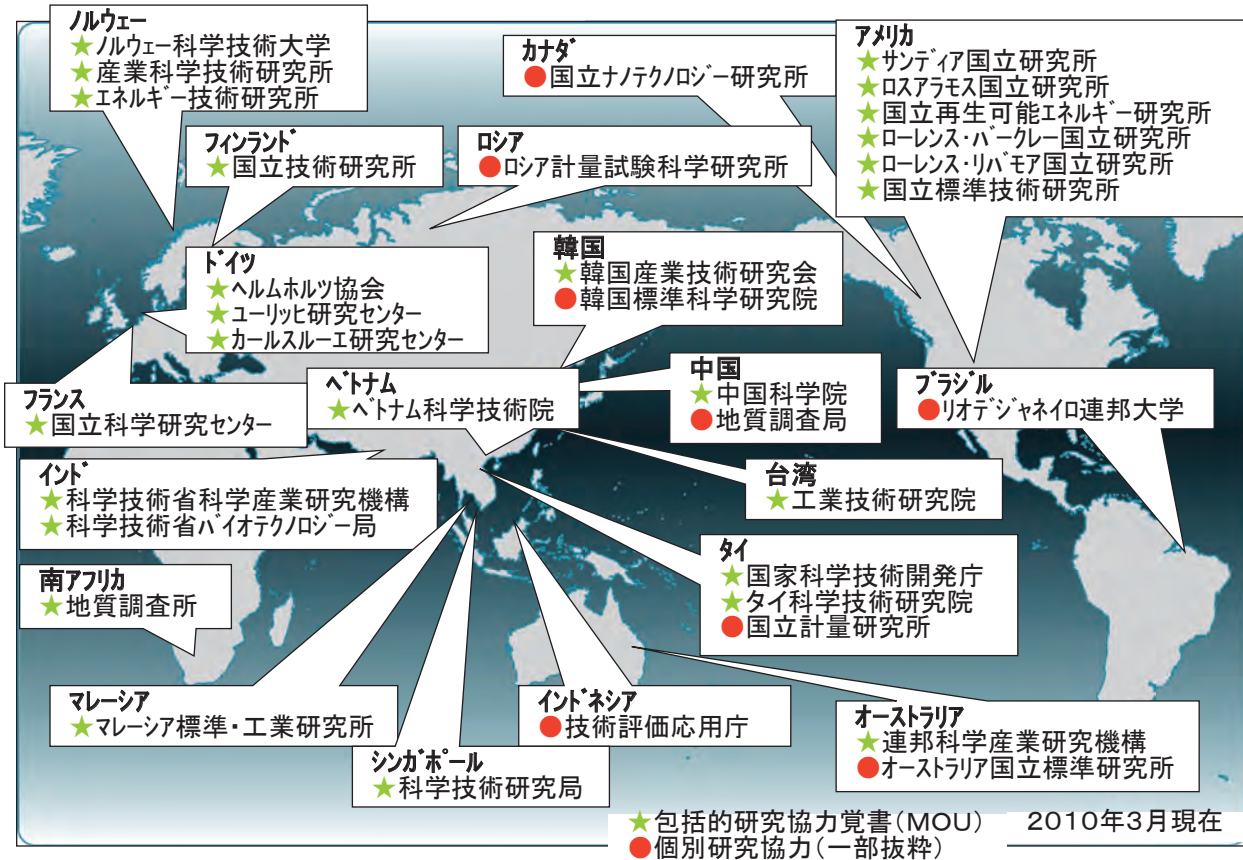 ノルウェー
★ノルウェー科学技術大学
★産業科学技術研究所
★エネルギー技術研究所
カナダ
●国立ナノテクノロジー研究所
アメリカ
★サンディア国立研究所
★ロスアラモス国立研究所
★国立再生可能エネルギー研究所
★ローレンス・バークレー国立研究所
★ローレンス・リバモア国立研究所
★国立標準技術研究所
フィンランド
★国立技術研究所
ロシア
●ロシア計量試験科学研究所
ドイツ
★ヘルムホルツ協会
★ユーリッヒ研究センター
★カールスルーエ研究センター
韓国
★韓国産業技術研究会
●韓国標準科学研究院
フランス
★国立科学研究センター
ベトナム
★ベトナム科学技術院
中国
★中国科学院
●地質調査局
ブラジル
●リオデジャネイロ連邦大学
インド
★科学技術省科学産業研究機構
★科学技術省バイオテクノロジー局
台湾
★工業技術研究院
南アフリカ
★地質調査所
タイ
★国家科学技術開発庁
★タイ科学技術研究院
●国立計量研究所
マレーシア
★マレーシア標準・工業研究所
シンガポール
★科学技術研究局
インドネシア
●技術評価応用庁
オーストラリア
★連邦科学産業研究機構
●オーストラリア国立標準研究所
★包括的研究協力覚書(MOU) 2010年3月現在
●個別研究協力(一部抜粋)